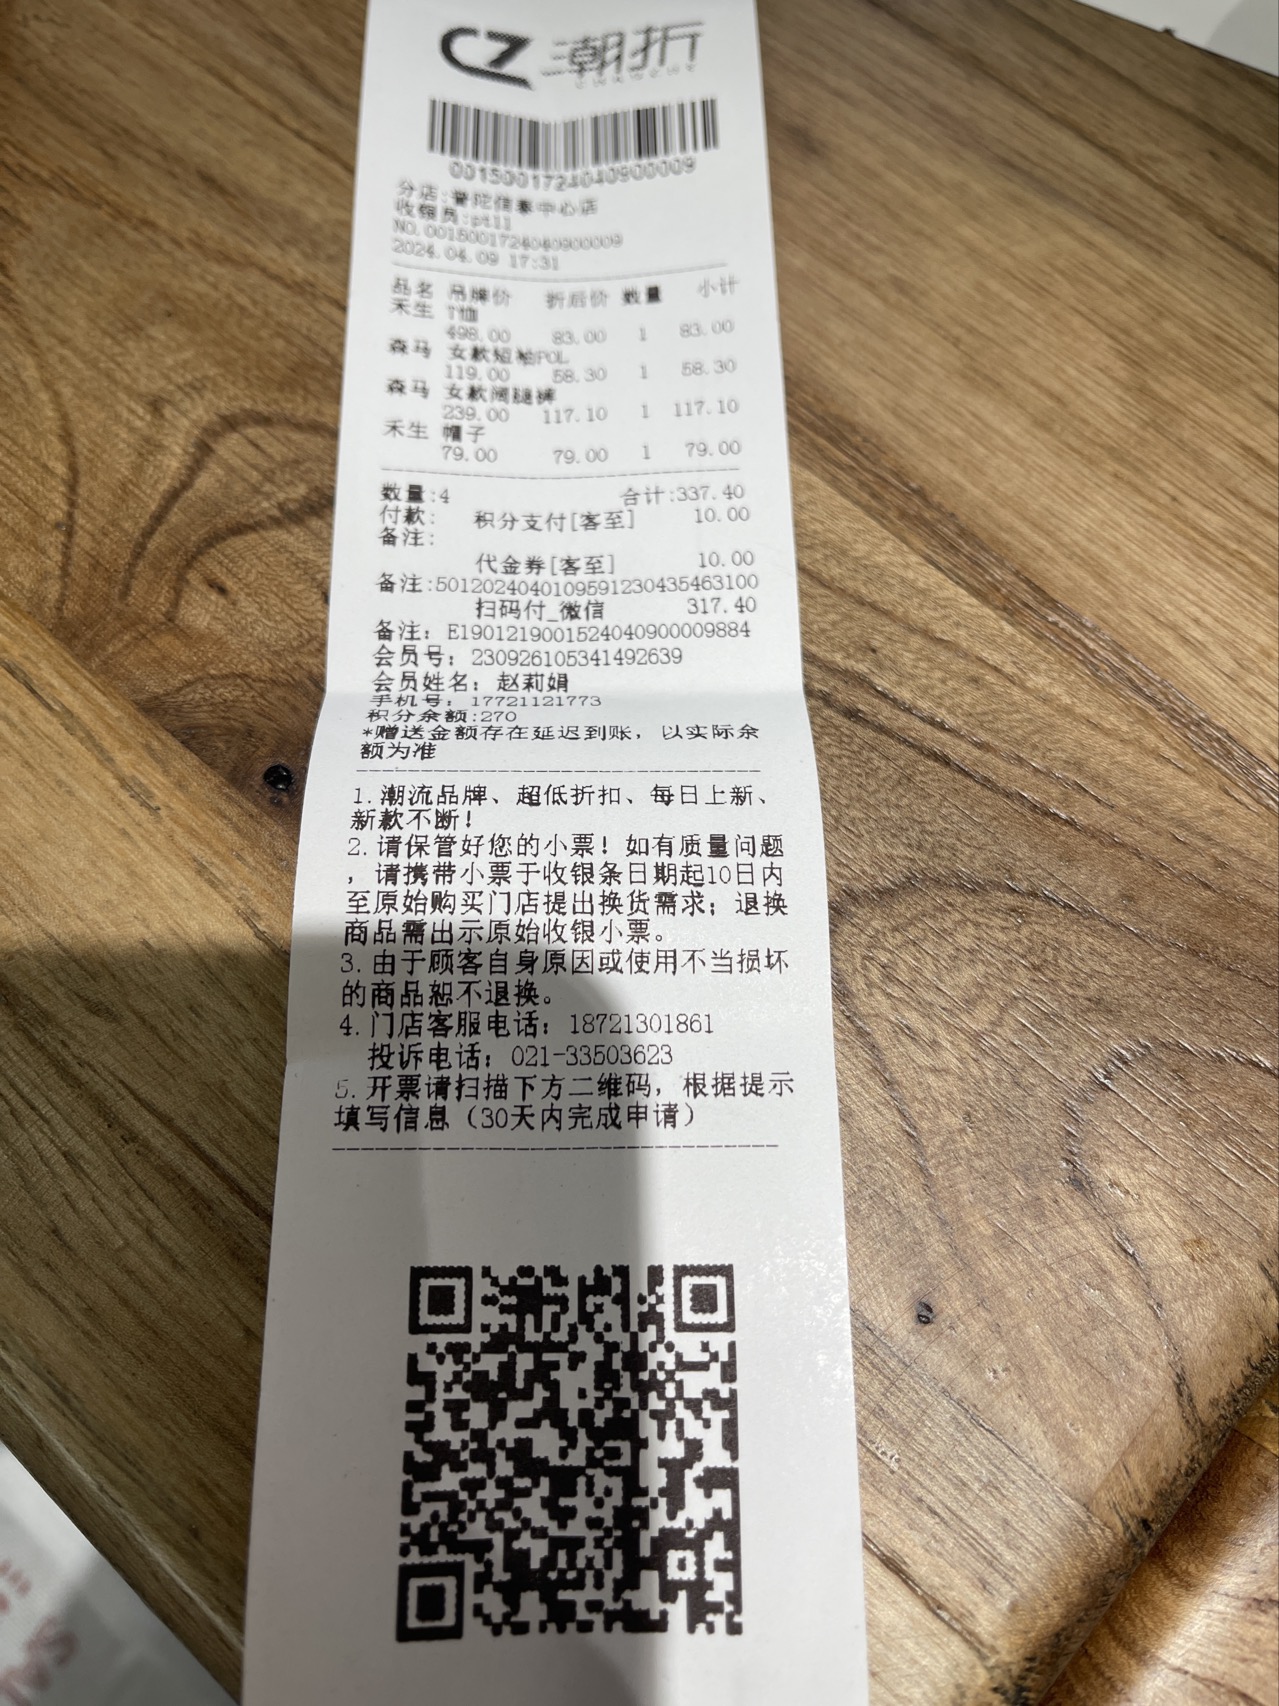 CZ 潮折
0015001724040900009
分店:普陀信泰中心店
收银员:pt11
NO.0015001724040900009
2024.04.09 17:31
品名 吊牌价 折后价 数量 小计
禾生 T恤
498.00 83.00 1 83.00
森马 女款短袖POL
119.00 58.30 1 58.30
森马 女款阔腿裤
239.00 117.10 1 117.10
禾生 帽子
79.00 79.00 1 79.00
数量:4 合计:337.40
付款: 积分支付[客至] 10.00
备注:
代金券[客至] 10.00
备注:5012024040109591230435463100
扫码付_微信 317.40
备注: E1901219001524040900009884
会员号: 230926105341492639
会员姓名: 赵莉娟
手机号: 17721121773
积分余额:270
*赠送金额存在延迟到账, 以实际余
额为准
1.潮流品牌、超低折扣、每日上新、
新款不断!
2.请保管好您的小票! 如有质量问题
, 请携带小票于收银条日期起10日内
至原始购买门店提出换货需求; 退换
商品需出示原始收银小票。
3.由于顾客自身原因或使用不当损坏
的商品恕不退换。
4.门店客服电话: 18721301861
投诉电话: 021-33503623
5.开票请扫描下方二维码, 根据提示
填写信息 (30天内完成申请)